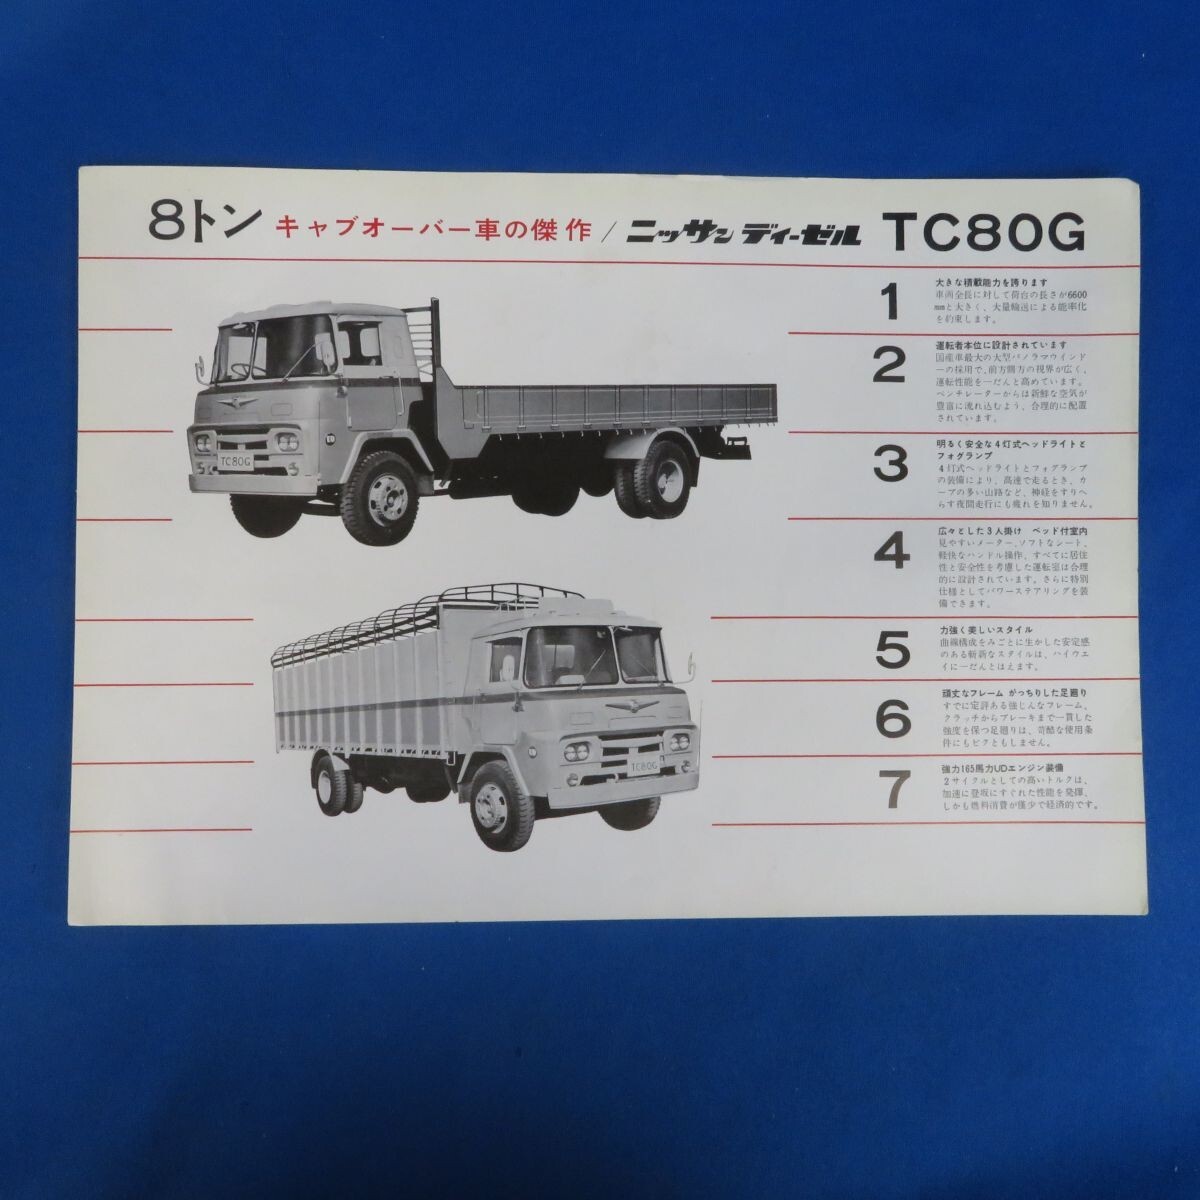 8トン キャブオーバー車の傑作/ニッサン ディーゼル TC80G
1
大きな積載能力を誇ります
車両全長に対して荷台の長さが6600
mmと大きく、大量輸送による能率化
を約束します。
2
運転者本位に設計されています
国産車最大の大型パノラマウインド
ーの採用で、前方側方の視界が広く、
運転性能を一だんと高めています。
ベンチレーターからは新鮮な空気が
豊富に流れ込むよう、合理的に配置
されています。
3
明るく安全な4灯式ヘッドライトと
フォグランプ
4灯式ヘッドライトとフォグランプ
の装備により、高速で走るとき、カ
ーブの多い山路など、神経をすりへ
らす夜間走行にも疲れを知りません。
4
広々とした3人掛け ベッド付室内
見やすいメーター、ソフトなシート、
軽快なハンドル操作、すべてに居住
性と安全性を考慮した運転室は合理
的に設計されています。さらに特別
仕様としてパワーステアリングを装
備できます。
5
力強く美しいスタイル
曲線構成をみごとに生かした安定感
のある斬新なスタイルは、ハイウエ
イに一だんとはえます。
6
頑丈なフレーム がっちりした足廻り
すでに定評ある強じんなフレーム、
クラッチからブレーキまで一貫した
強度を保つ足廻りは、苛酷な使用条
件にもビクともしません。
7
強力165馬力UDエンジン装備
2サイクルとしての高いトルクは、
加速に登坂にすぐれた性能を発揮、
しかも燃料消費が僅少で経済的です。
TC80G
UD
TC80G